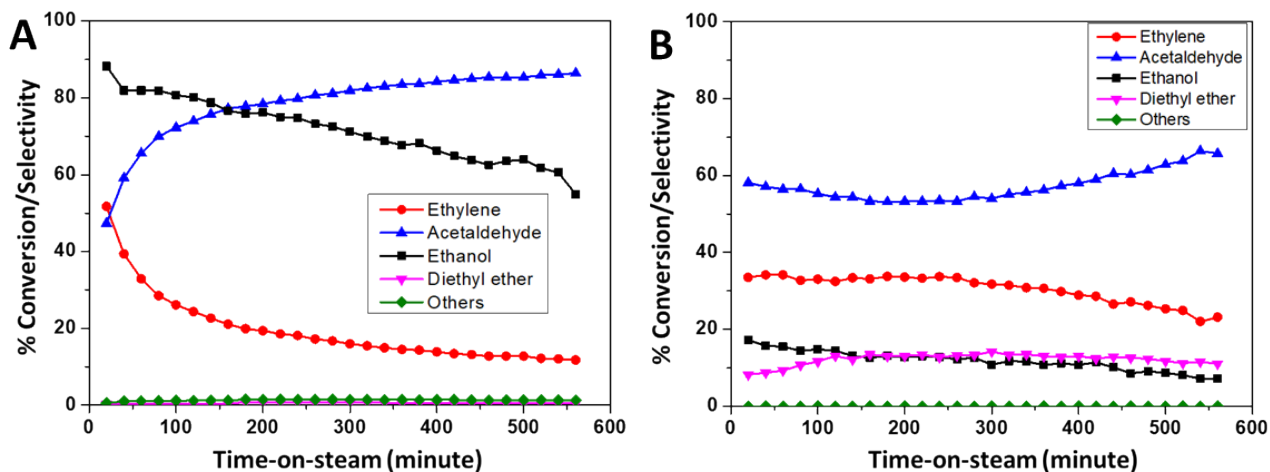 A
% Conversion/Selectivity
100
80
60
40
20
0
Ethylene
Acetaldehyde
Ethanol
Diethyl ether
Others
0 100 200 300 400 500 600
Time-on-steam (minute)
B
% Conversion/Selectivity
100
80
60
40
20
0
Ethylene
Acetaldehyde
Ethanol
Diethyl ether
Others
0 100 200 300 400 500 600
Time-on-steam (minute)